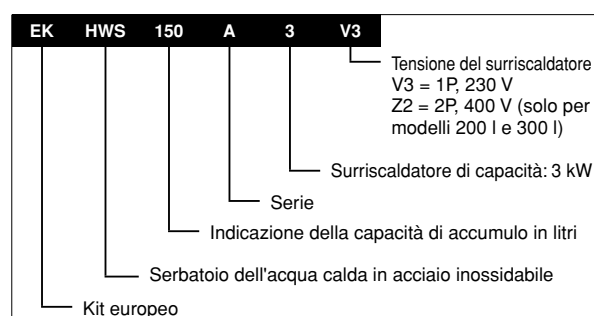 EK HWS 150 A 3 V3
Tensione del surriscaldatore
V3 = 1P, 230 V
Z2 = 2P, 400 V (solo per
modelli 200 l e 300 l)
Surriscaldatore di capacità: 3 kW
Serie
Indicazione della capacità di accumulo in litri
Serbatoio dell'acqua calda in acciaio inossidabile
Kit europeo